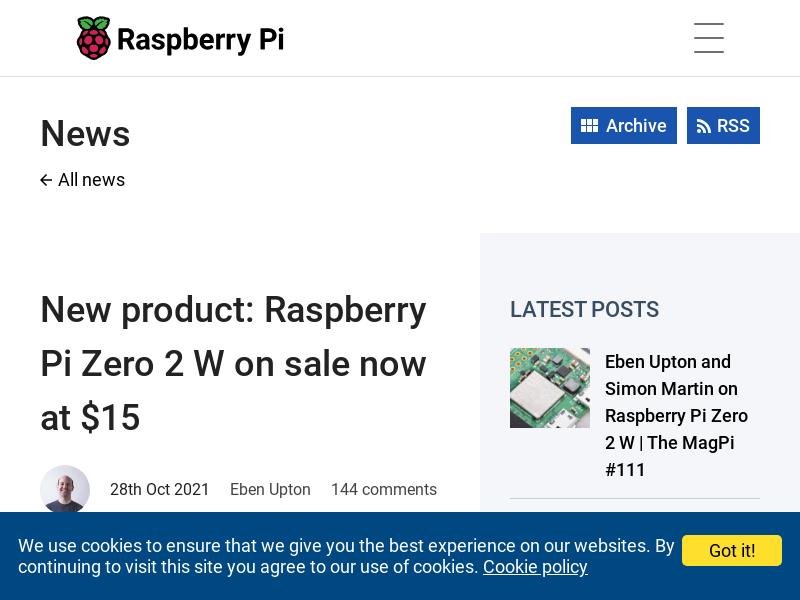 Raspberry Pi
News
Archive
RSS
← All news
New product: Raspberry
Pi Zero 2 W on sale now
at $15
28th Oct 2021
Eben Upton
144 comments
LATEST POSTS
Eben Upton and
Simon Martin on
Raspberry Pi Zero
2 W | The MagPi
#111
We use cookies to ensure that we give you the best experience on our websites. By
continuing to visit this site you agree to our use of cookies. Cookie policy
Got it!